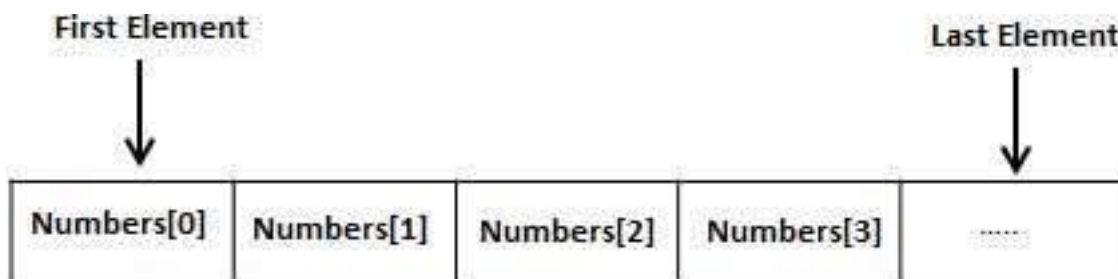 First Element
Last Element
Numbers[0] Numbers[1] Numbers[2] Numbers[3] .....